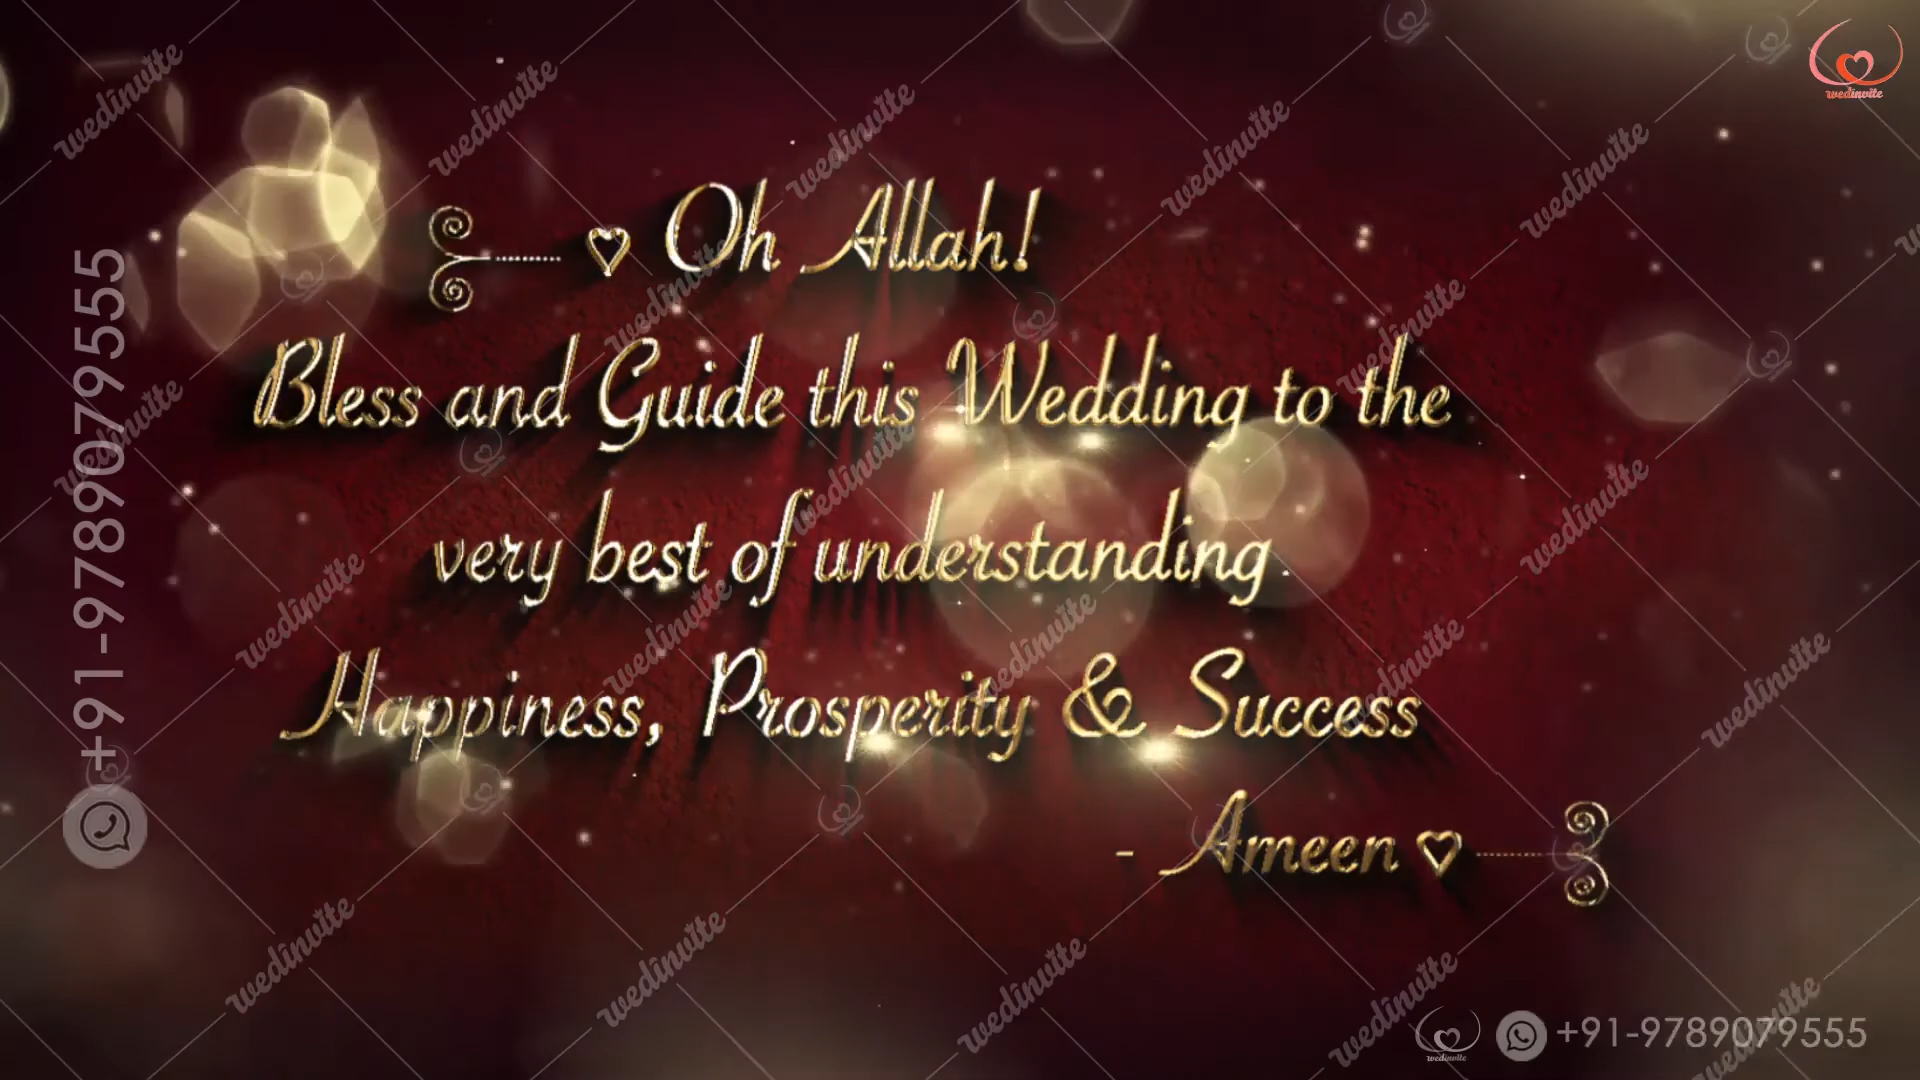 wedinvite
Oh Allah!
Bless and Guide this Wedding to the
very best of understanding
Happiness, Prosperity & Success
- Ameen
+91-9789079555
wedinvite
+91-9789079555